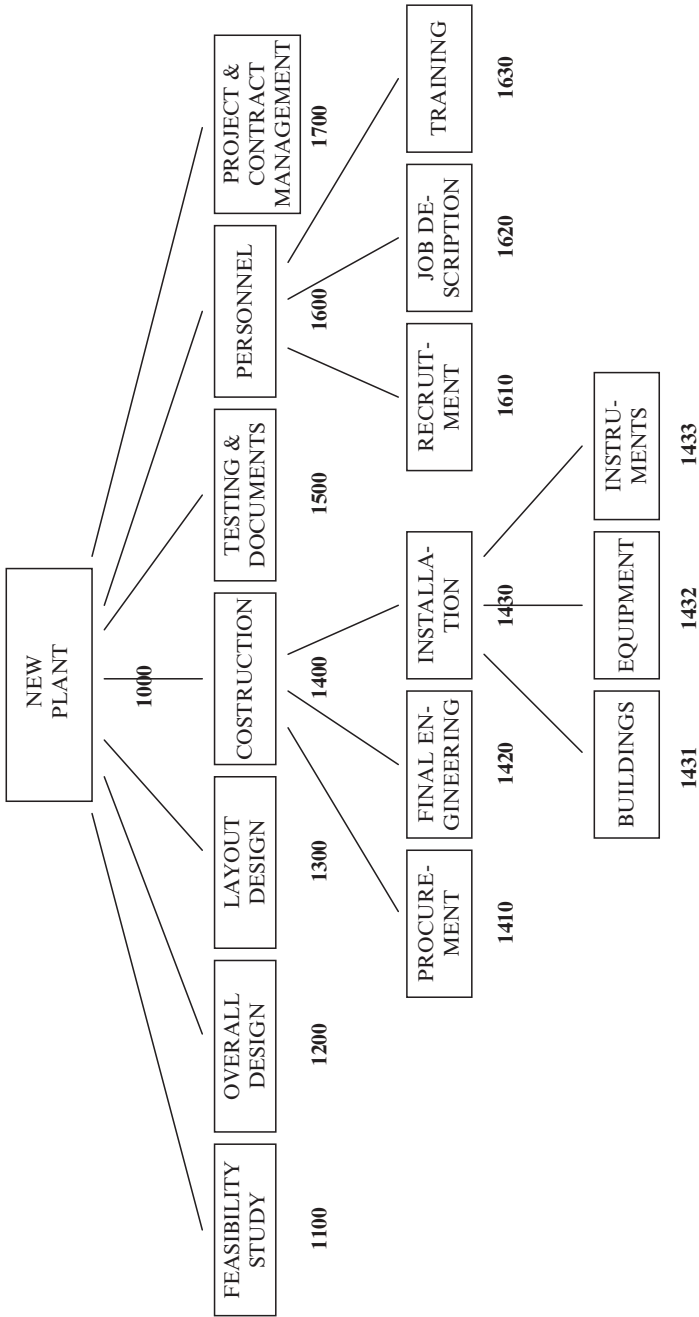 NEW
PLANT
1000
FEASIBILITY
STUDY
1100
OVERALL
DESIGN
1200
LAYOUT
DESIGN
1300
COSTRUCTION
1400
TESTING &
DOCUMENTS
1500
PERSONNEL
1600
PROJECT &
CONTRACT
MANAGEMENT
1700
PROCURE-
MENT
1410
FINAL EN-
GINEERING
1420
INSTALLA-
TION
1430
RECRUIT-
MENT
1610
JOB DE-
SCRIPTION
1620
TRAINING
1630
BUILDINGS
1431
EQUIPMENT
1432
INSTRU-
MENTS
1433